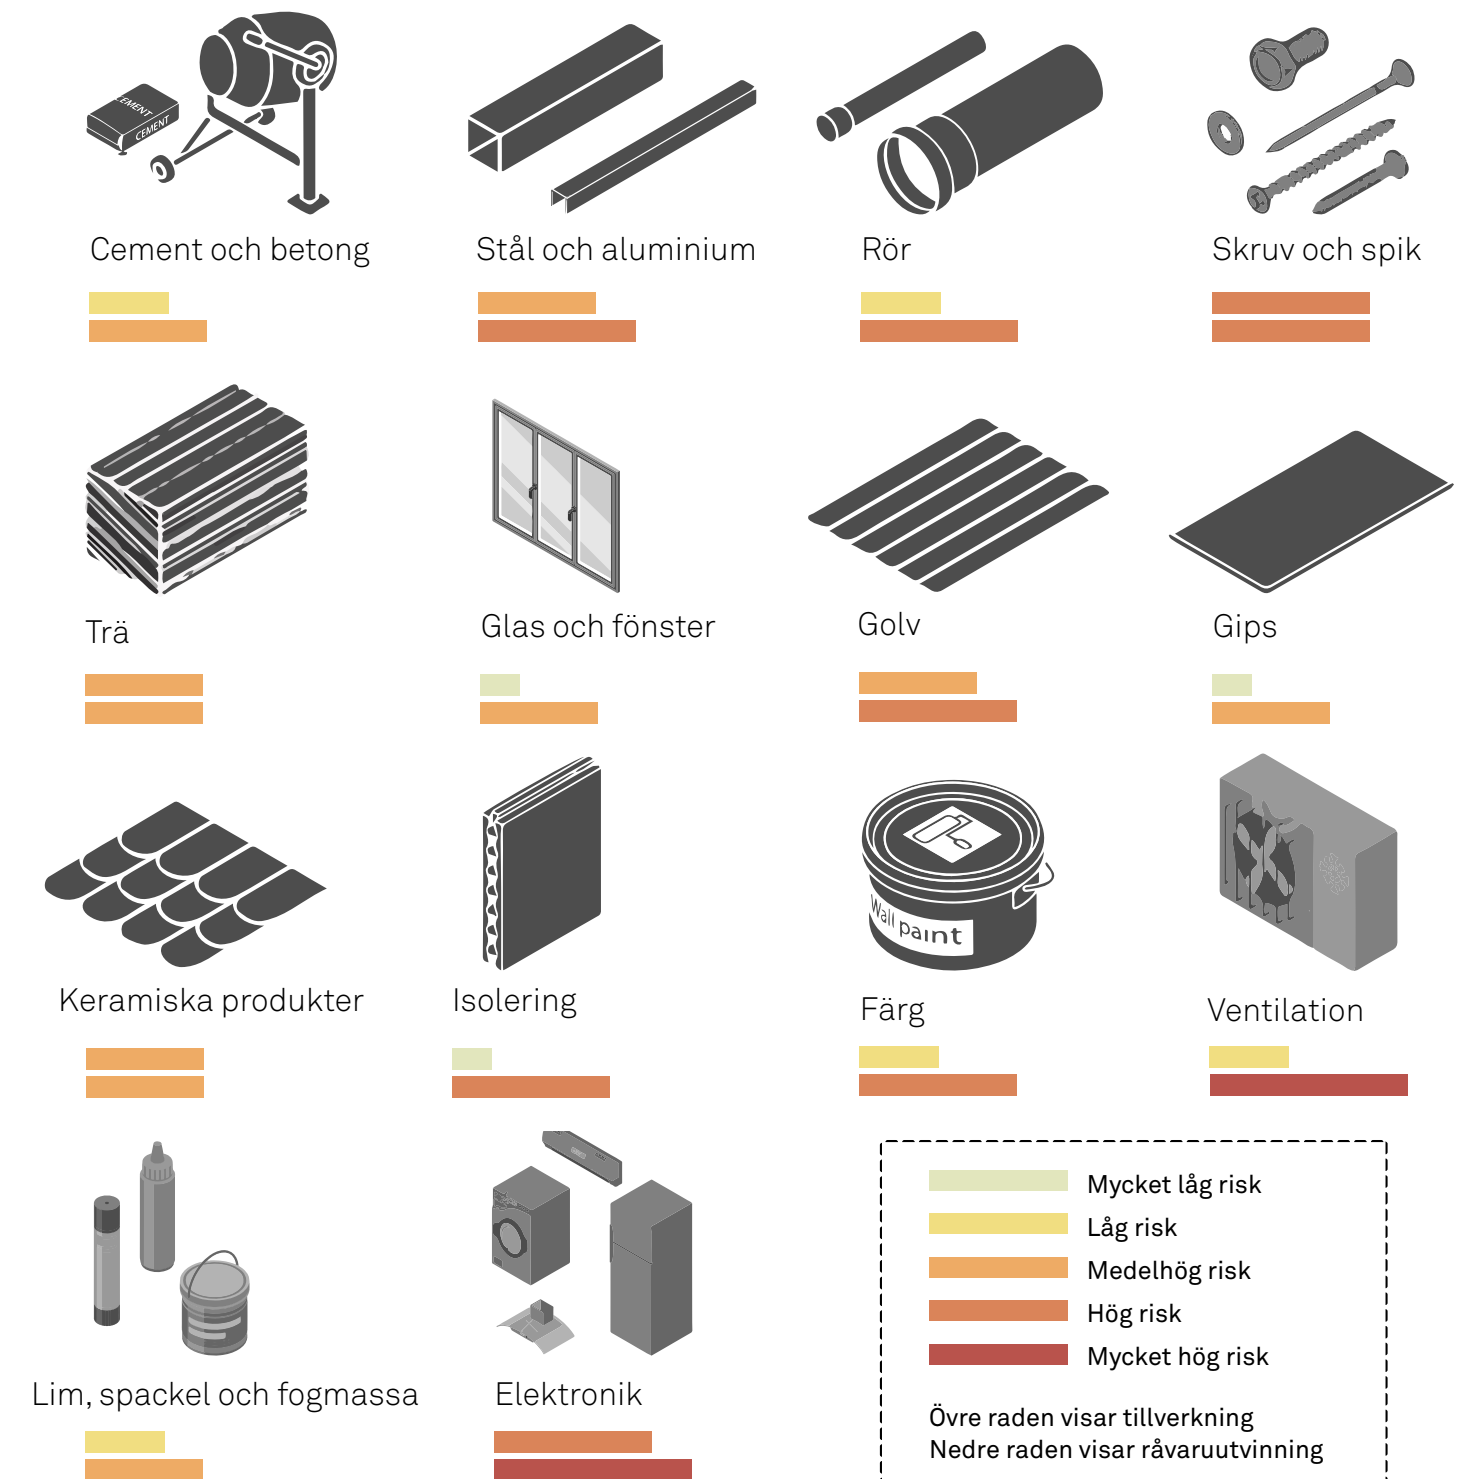 CEMENT
CEMENT
Cement och betong
Stål och aluminium
Rör
Skruv och spik
Trä
Glas och fönster
Golv
Gips
Wall paint
Keramiska produkter
Isolering
Färg
Ventilation
Lim, spackel och fogmassa
Elektronik
Mycket låg risk
Låg risk
Medelhög risk
Hög risk
Mycket hög risk
Övre raden visar tillverkning
Nedre raden visar råvaruutvinning